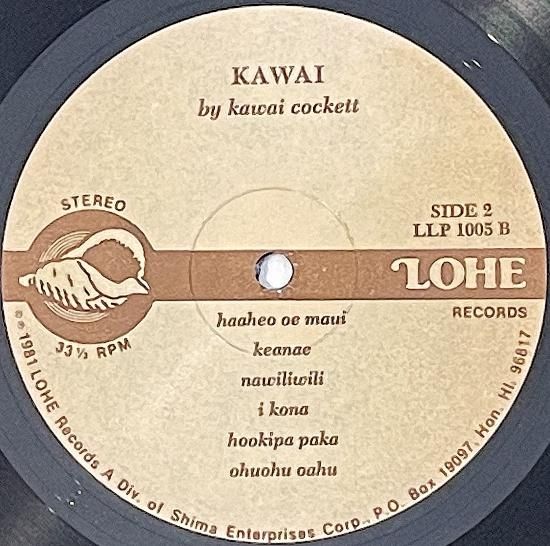 KAWAI
by kawai cockett
STEREO
SIDE 2
LLP 1005 B
LOHE
RECORDS
33⅓ RPM
haaheo oe maui
keanae
nawiliwili
i kona
hookipa paka
ohuohu oahu
℗© 1981 LOHE Records A Div. of Shima Enterprises Corp., P.O. Box 19097, Hon. HI. 96817